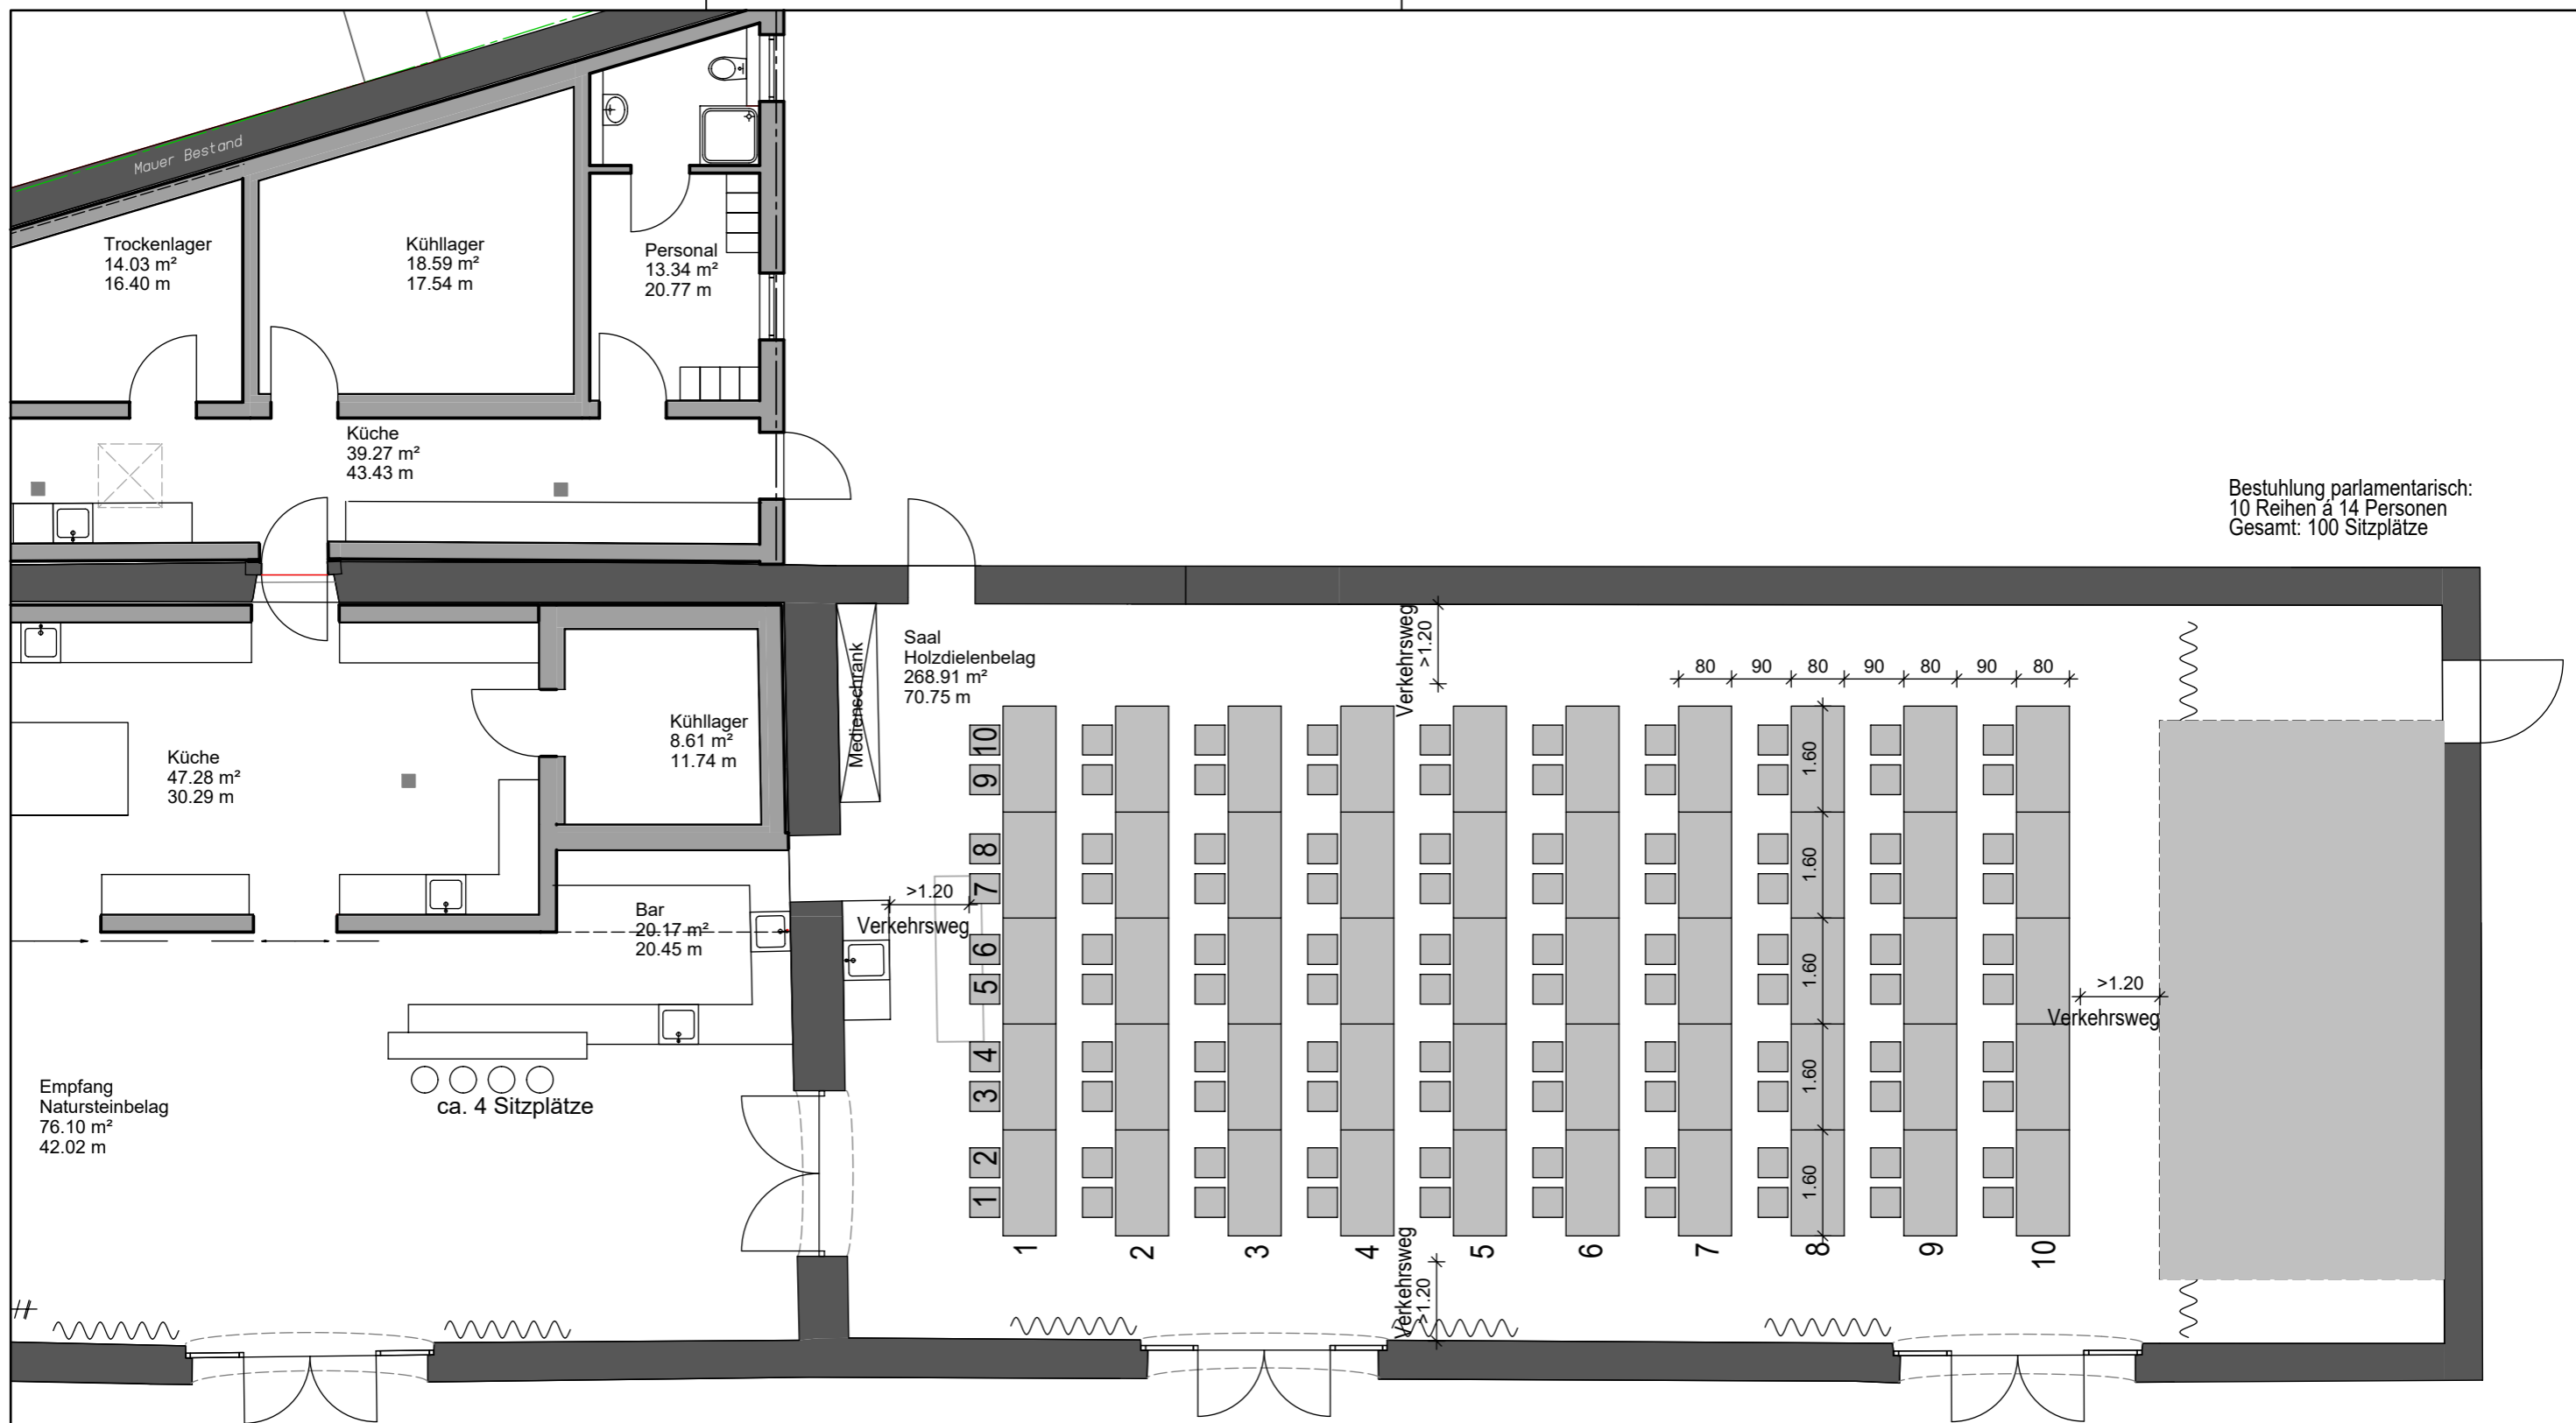 Mauer Bestand
Trockenlager
14.03 m²
16.40 m
Kühllager
18.59 m²
17.54 m
Personal
13.34 m²
20.77 m
Küche
39.27 m²
43.43 m
Bestuhlung parlamentarisch:
10 Reihen á 14 Personen
Gesamt: 100 Sitzplätze
Medienschrank
Saal
Holzdielenbelag
268.91 m²
70.75 m
Verkehrsweg
>1.20
80
90
80
90
80
90
80
Kühllager
8.61 m²
11.74 m
Küche
47.28 m²
30.29 m
10
9
8
7
6
5
4
3
2
1
1.60
1.60
1.60
1.60
1.60
>1.20
Verkehrsweg
Bar
20.17 m²
20.45 m
>1.20
Verkehrsweg
ca. 4 Sitzplätze
Empfang
Natursteinbelag
76.10 m²
42.02 m
1
2
3
4
5
6
7
8
9
10
Verkehrsweg
>1.20